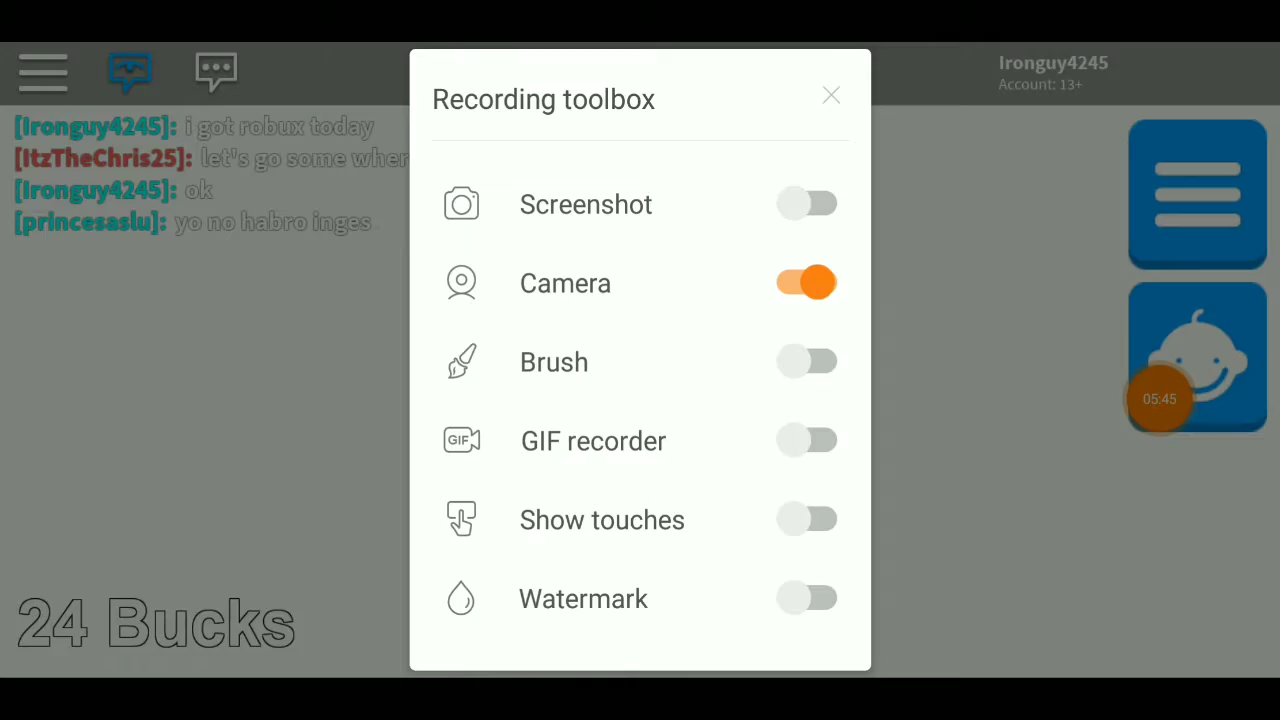 Ironguy4245
Account: 13+
[Ironguy4245]: i got robux today
[ItzTheChris25]: let's go some wher
[Ironguy4245]: ok
[princesaslu]: yo no habro inges
Recording toolbox
Screenshot
Camera
Brush
GIF
GIF recorder
Show touches
Watermark
05:45
24 Bucks